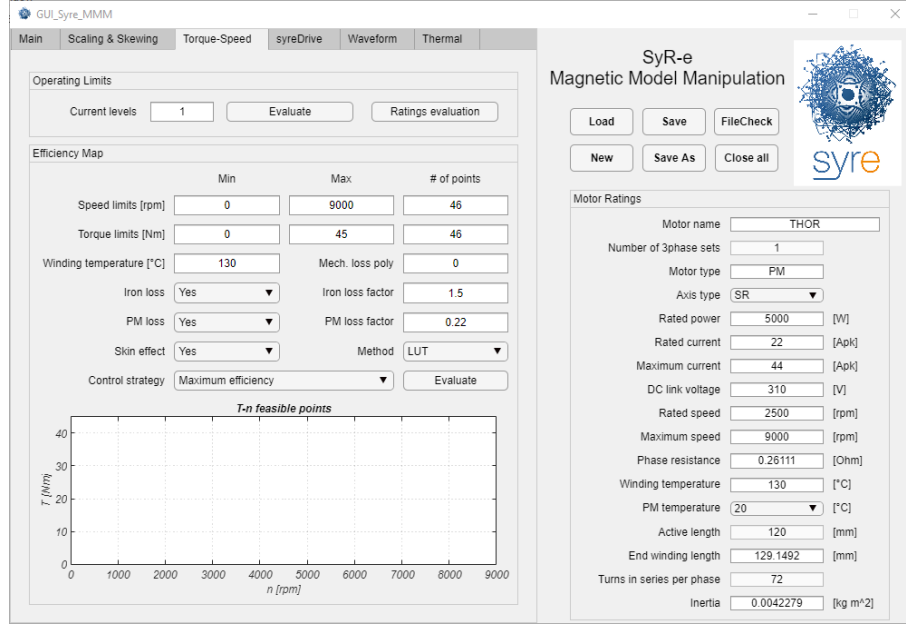 GUI_Syre_MMM
Main Scaling & Skewing Torque-Speed syreDrive Waveform Thermal
Operating Limits
Current levels 1 Evaluate Ratings evaluation
Efficiency Map
Min Max # of points
Speed limits [rpm] 0 9000 46
Torque limits [Nm] 0 45 46
Winding temperature [°C] 130 Mech. loss poly 0
Iron loss Yes Iron loss factor 1.5
PM loss Yes PM loss factor 0.22
Skin effect Yes Method LUT
Control strategy Maximum efficiency Evaluate
T-n feasible points
40
30
20
10
0
T [Nm]
0 1000 2000 3000 4000 5000 6000 7000 8000 9000
n [rpm]
SyR-e
Magnetic Model Manipulation
Load Save FileCheck
New Save As Close all
syre
Motor Ratings
Motor name THOR
Number of 3phase sets 1
Motor type PM
Axis type SR
Rated power 5000 [W]
Rated current 22 [Apk]
Maximum current 44 [Apk]
DC link voltage 310 [V]
Rated speed 2500 [rpm]
Maximum speed 9000 [rpm]
Phase resistance 0.26111 [Ohm]
Winding temperature 130 [°C]
PM temperature 20 [°C]
Active length 120 [mm]
End winding length 129.1492 [mm]
Turns in series per phase 72
Inertia 0.0042279 [kg m^2]